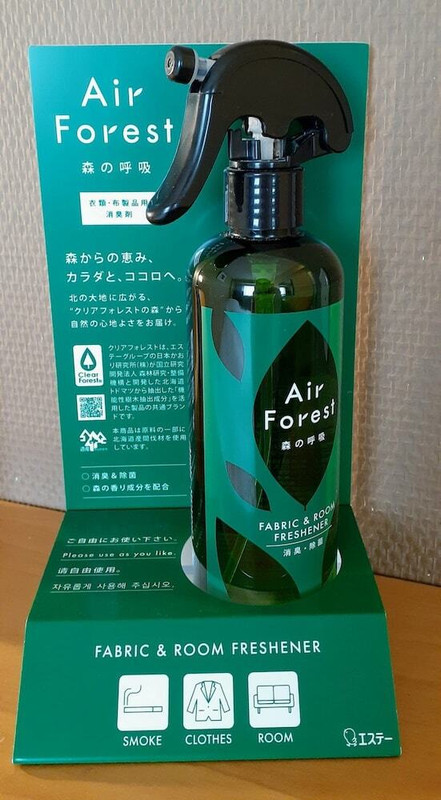 Air
Forest
森の呼吸
衣類・布製品用
消臭剤
森からの恵み、
カラダと、ココロへ。
北の大地に広がる、
“クリアフォレストの森”から
自然の心地よさをお届け。
Clear
Forest
クリアフォレストは、エス
テーグループの日本かお
り研究所(株)が国立研究
開発法人 森林研究・整備
機構と開発した北海道
トドマツから抽出した「機
能性樹木抽出成分」を活
用した製品の共通ブラン
ドです。
本商品は原料の一部に
北海道産間伐材を使用
しています。
○消臭&除菌
○森の香り成分を配合
Air
Forest
森の呼吸
FABRIC & ROOM
FRESHENER
消臭・除菌
ご自由にお使い下さい。
Please use as you like.
请自由使用。
자유롭게 사용해 주십시오.
FABRIC & ROOM FRESHENER
SMOKE CLOTHES ROOM
エステー